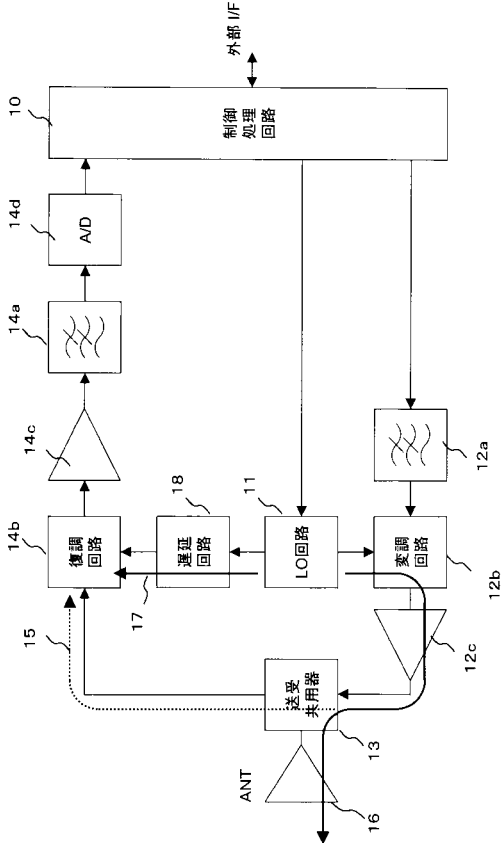 外部 I/F
10
制御
処理
回路
14d
A/D
14a
14c
12a
14b
復調
回路
18
遅延
回路
11
LO回路
変調
回路
12b
17
15
12c
送受
共用器
13
ANT
16